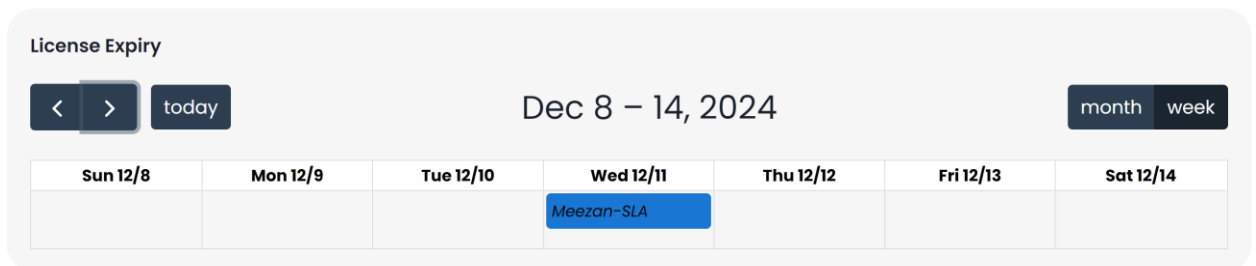 License Expiry
today
Dec 8 – 14, 2024
month week
Sun 12/8 Mon 12/9 Tue 12/10 Wed 12/11 Thu 12/12 Fri 12/13 Sat 12/14
Meezan-SLA